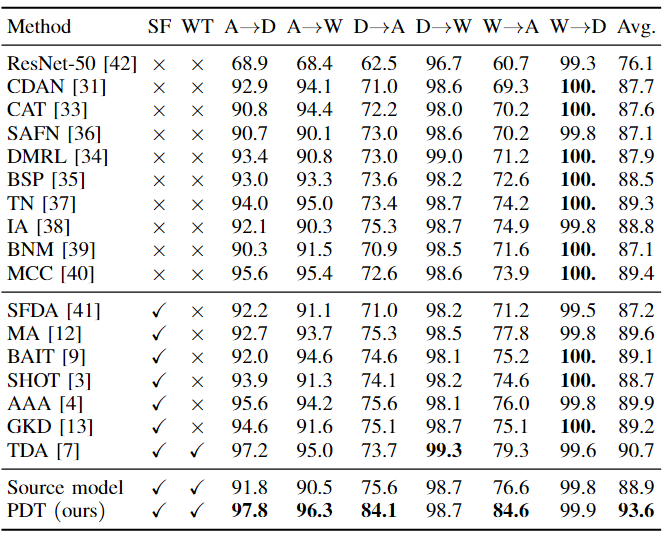 Method SF WT A→D A→W D→A D→W W→A W→D Avg.
ResNet-50 [42] × × 68.9 68.4 62.5 96.7 60.7 99.3 76.1
CDAN [31] × × 92.9 94.1 71.0 98.6 69.3 100. 87.7
CAT [33] × × 90.8 94.4 72.2 98.0 70.2 100. 87.6
SAFN [36] × × 90.7 90.1 73.0 98.6 70.2 99.8 87.1
DMRL [34] × × 93.4 90.8 73.0 99.0 71.2 100. 87.9
BSP [35] × × 93.0 93.3 73.6 98.2 72.6 100. 88.5
TN [37] × × 94.0 95.0 73.4 98.7 74.2 100. 89.3
IA [38] × × 92.1 90.3 75.3 98.7 74.9 99.8 88.8
BNM [39] × × 90.3 91.5 70.9 98.5 71.6 100. 87.1
MCC [40] × × 95.6 95.4 72.6 98.6 73.9 100. 89.4
SFDA [41] ✓ × 92.2 91.1 71.0 98.2 71.2 99.5 87.2
MA [12] ✓ × 92.7 93.7 75.3 98.5 77.8 99.8 89.6
BAIT [9] ✓ × 92.0 94.6 74.6 98.1 75.2 100. 89.1
SHOT [3] ✓ × 93.9 91.3 74.1 98.2 74.6 100. 88.7
AAA [4] ✓ × 95.6 94.2 75.6 98.1 76.0 99.8 89.9
GKD [13] ✓ × 94.6 91.6 75.1 98.7 75.1 100. 89.2
TDA [7] ✓ ✓ 97.2 95.0 73.7 99.3 79.3 99.6 90.7
Source model ✓ ✓ 91.8 90.5 75.6 98.7 76.6 99.8 88.9
PDT (ours) ✓ ✓ 97.8 96.3 84.1 98.7 84.6 99.9 93.6